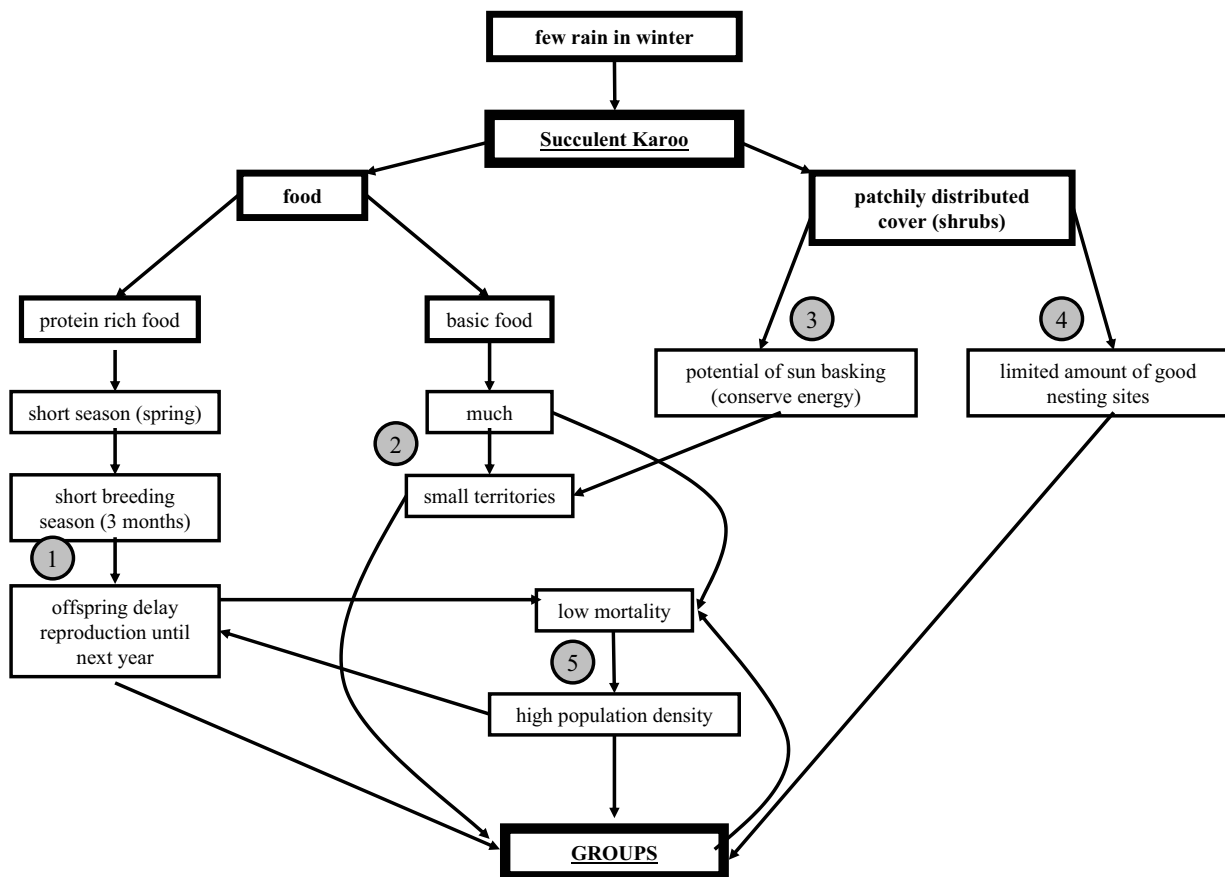 few rain in winter
Succulent Karoo
food
patchily distributed
cover (shrubs)
protein rich food
basic food
3
4
potential of sun basking
(conserve energy)
limited amount of good
nesting sites
short season (spring)
much
2
short breeding
season (3 months)
small territories
1
offspring delay
reproduction until
next year
low mortality
5
high population density
GROUPS